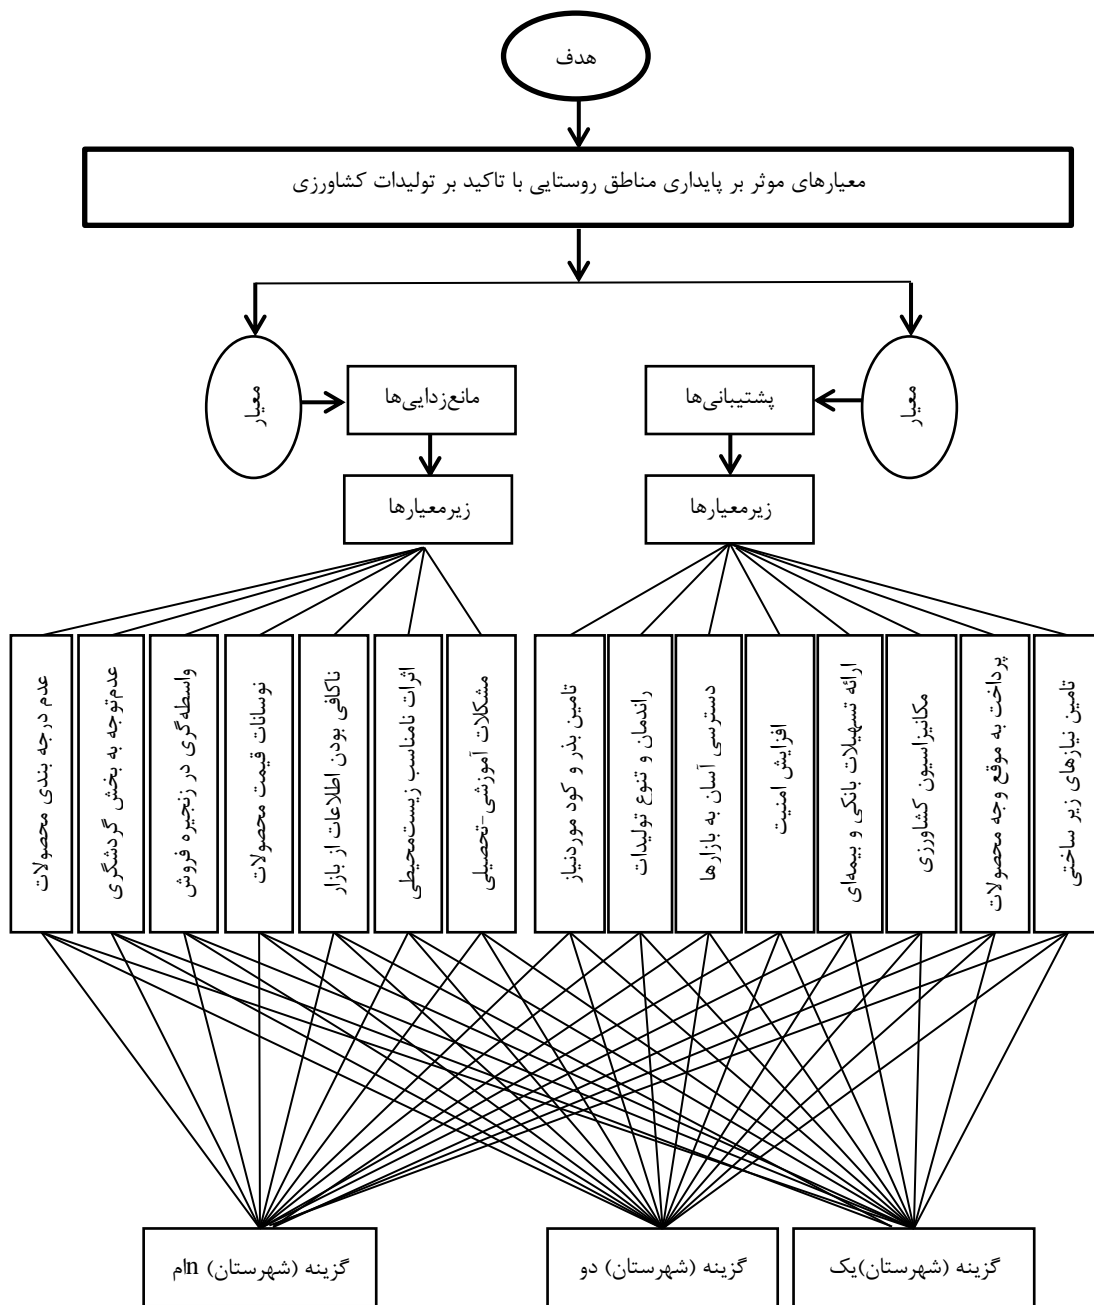 هدف
معیارهای موثر بر پایداری مناطق روستایی با تاکید بر تولیدات کشاورزی
معیار
پشتیبانی‌ها
مانع‌زدایی‌ها
معیار
زیرمعیارها
زیرمعیارها
تامین نیازهای زیر ساختی
پرداخت به موقع وجه محصولات
مکانیزاسیون کشاورزی
ارائه تسهیلات بانکی و بیمه‌ای
افزایش امنیت
دسترسی آسان به بازارها
راندمان و تنوع تولیدات
تامین بذر و کود موردنیاز
مشکلات آموزشی-تحصیلی
اثرات نامناسب زیست‌محیطی
ناکافی بودن اطلاعات از بازار
نوسانات قیمت محصولات
واسطه‌گری در زنجیره فروش
عدم‌توجه به بخش گردشگری
عدم درجه بندی محصولات
گزینه (شهرستان)یک
گزینه (شهرستان) دو
گزینه (شهرستان) nام